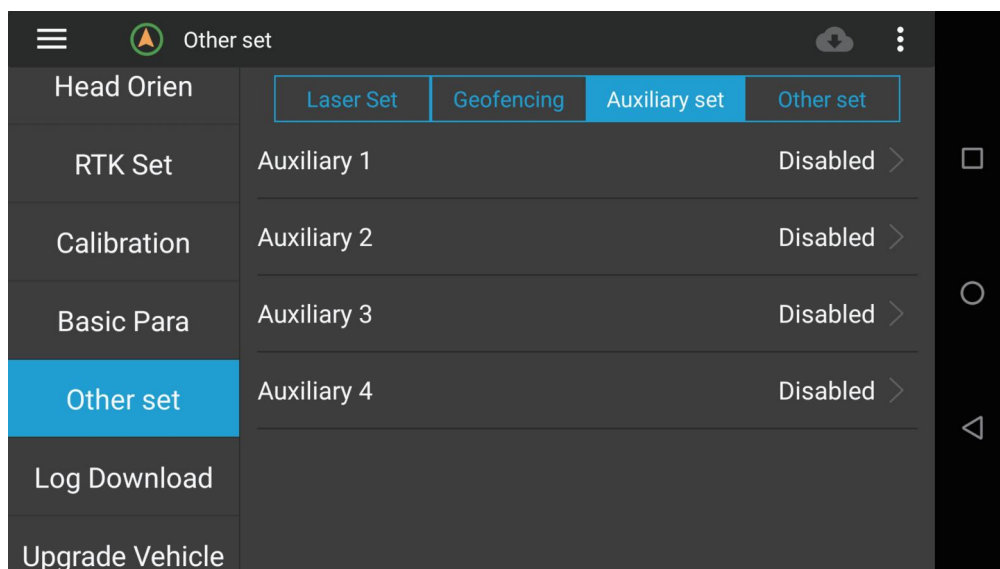 Other set
Head Orien
RTK Set
Calibration
Basic Para
Other set
Log Download
Upgrade Vehicle
Laser Set Geofencing Auxiliary set Other set
Auxiliary 1 Disabled
Auxiliary 2 Disabled
Auxiliary 3 Disabled
Auxiliary 4 Disabled